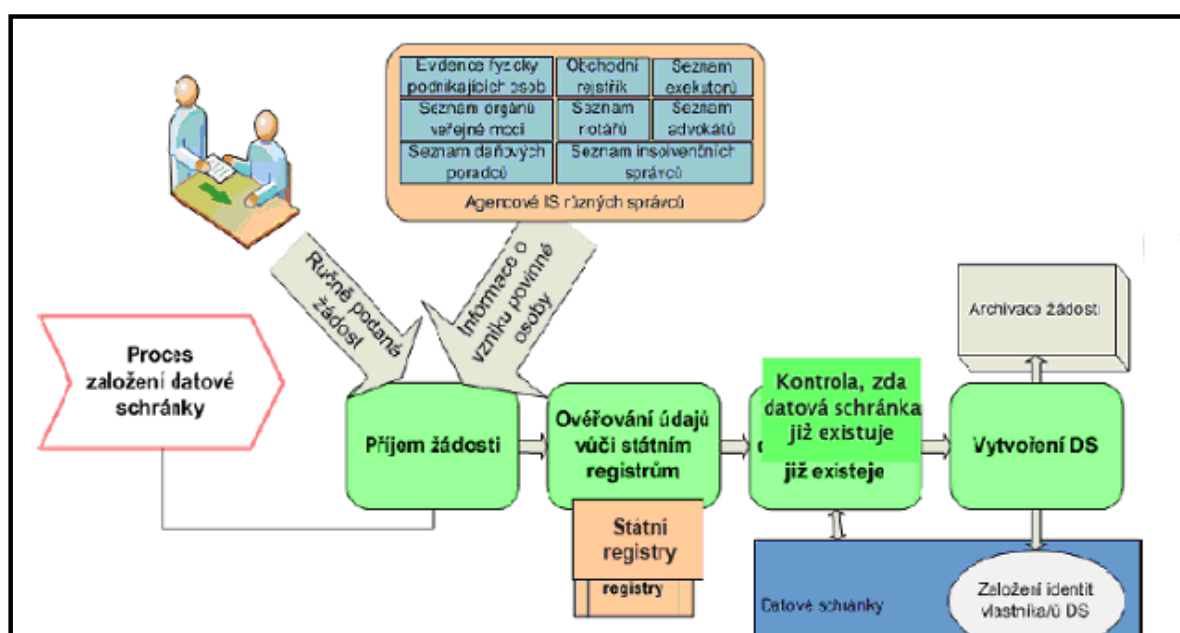 Evidence fyzicky
podnikajících osob
Obchodní
rejstřík
Seznam
exekutorů
Seznam orgánů
veřejné moci
Seznam
notářů
Seznam
advokátů
Seznam daňových
poradců
Seznam insolvenčních
správců
Agencové IS různých správců
Ručně podaná
žádost
Informace o
vzniku povinné
osoby
Archivace žádosti
Proces
založení datové
schránky
Příjem žádosti
Ověřování údajů
vůči státním
registrům
Kontrola, zda
datová schránka
již existuje
již existeje
Vytvoření DS
Státní
registry
registry
Datové schránky
Založení identit
vlastníka/ů DS